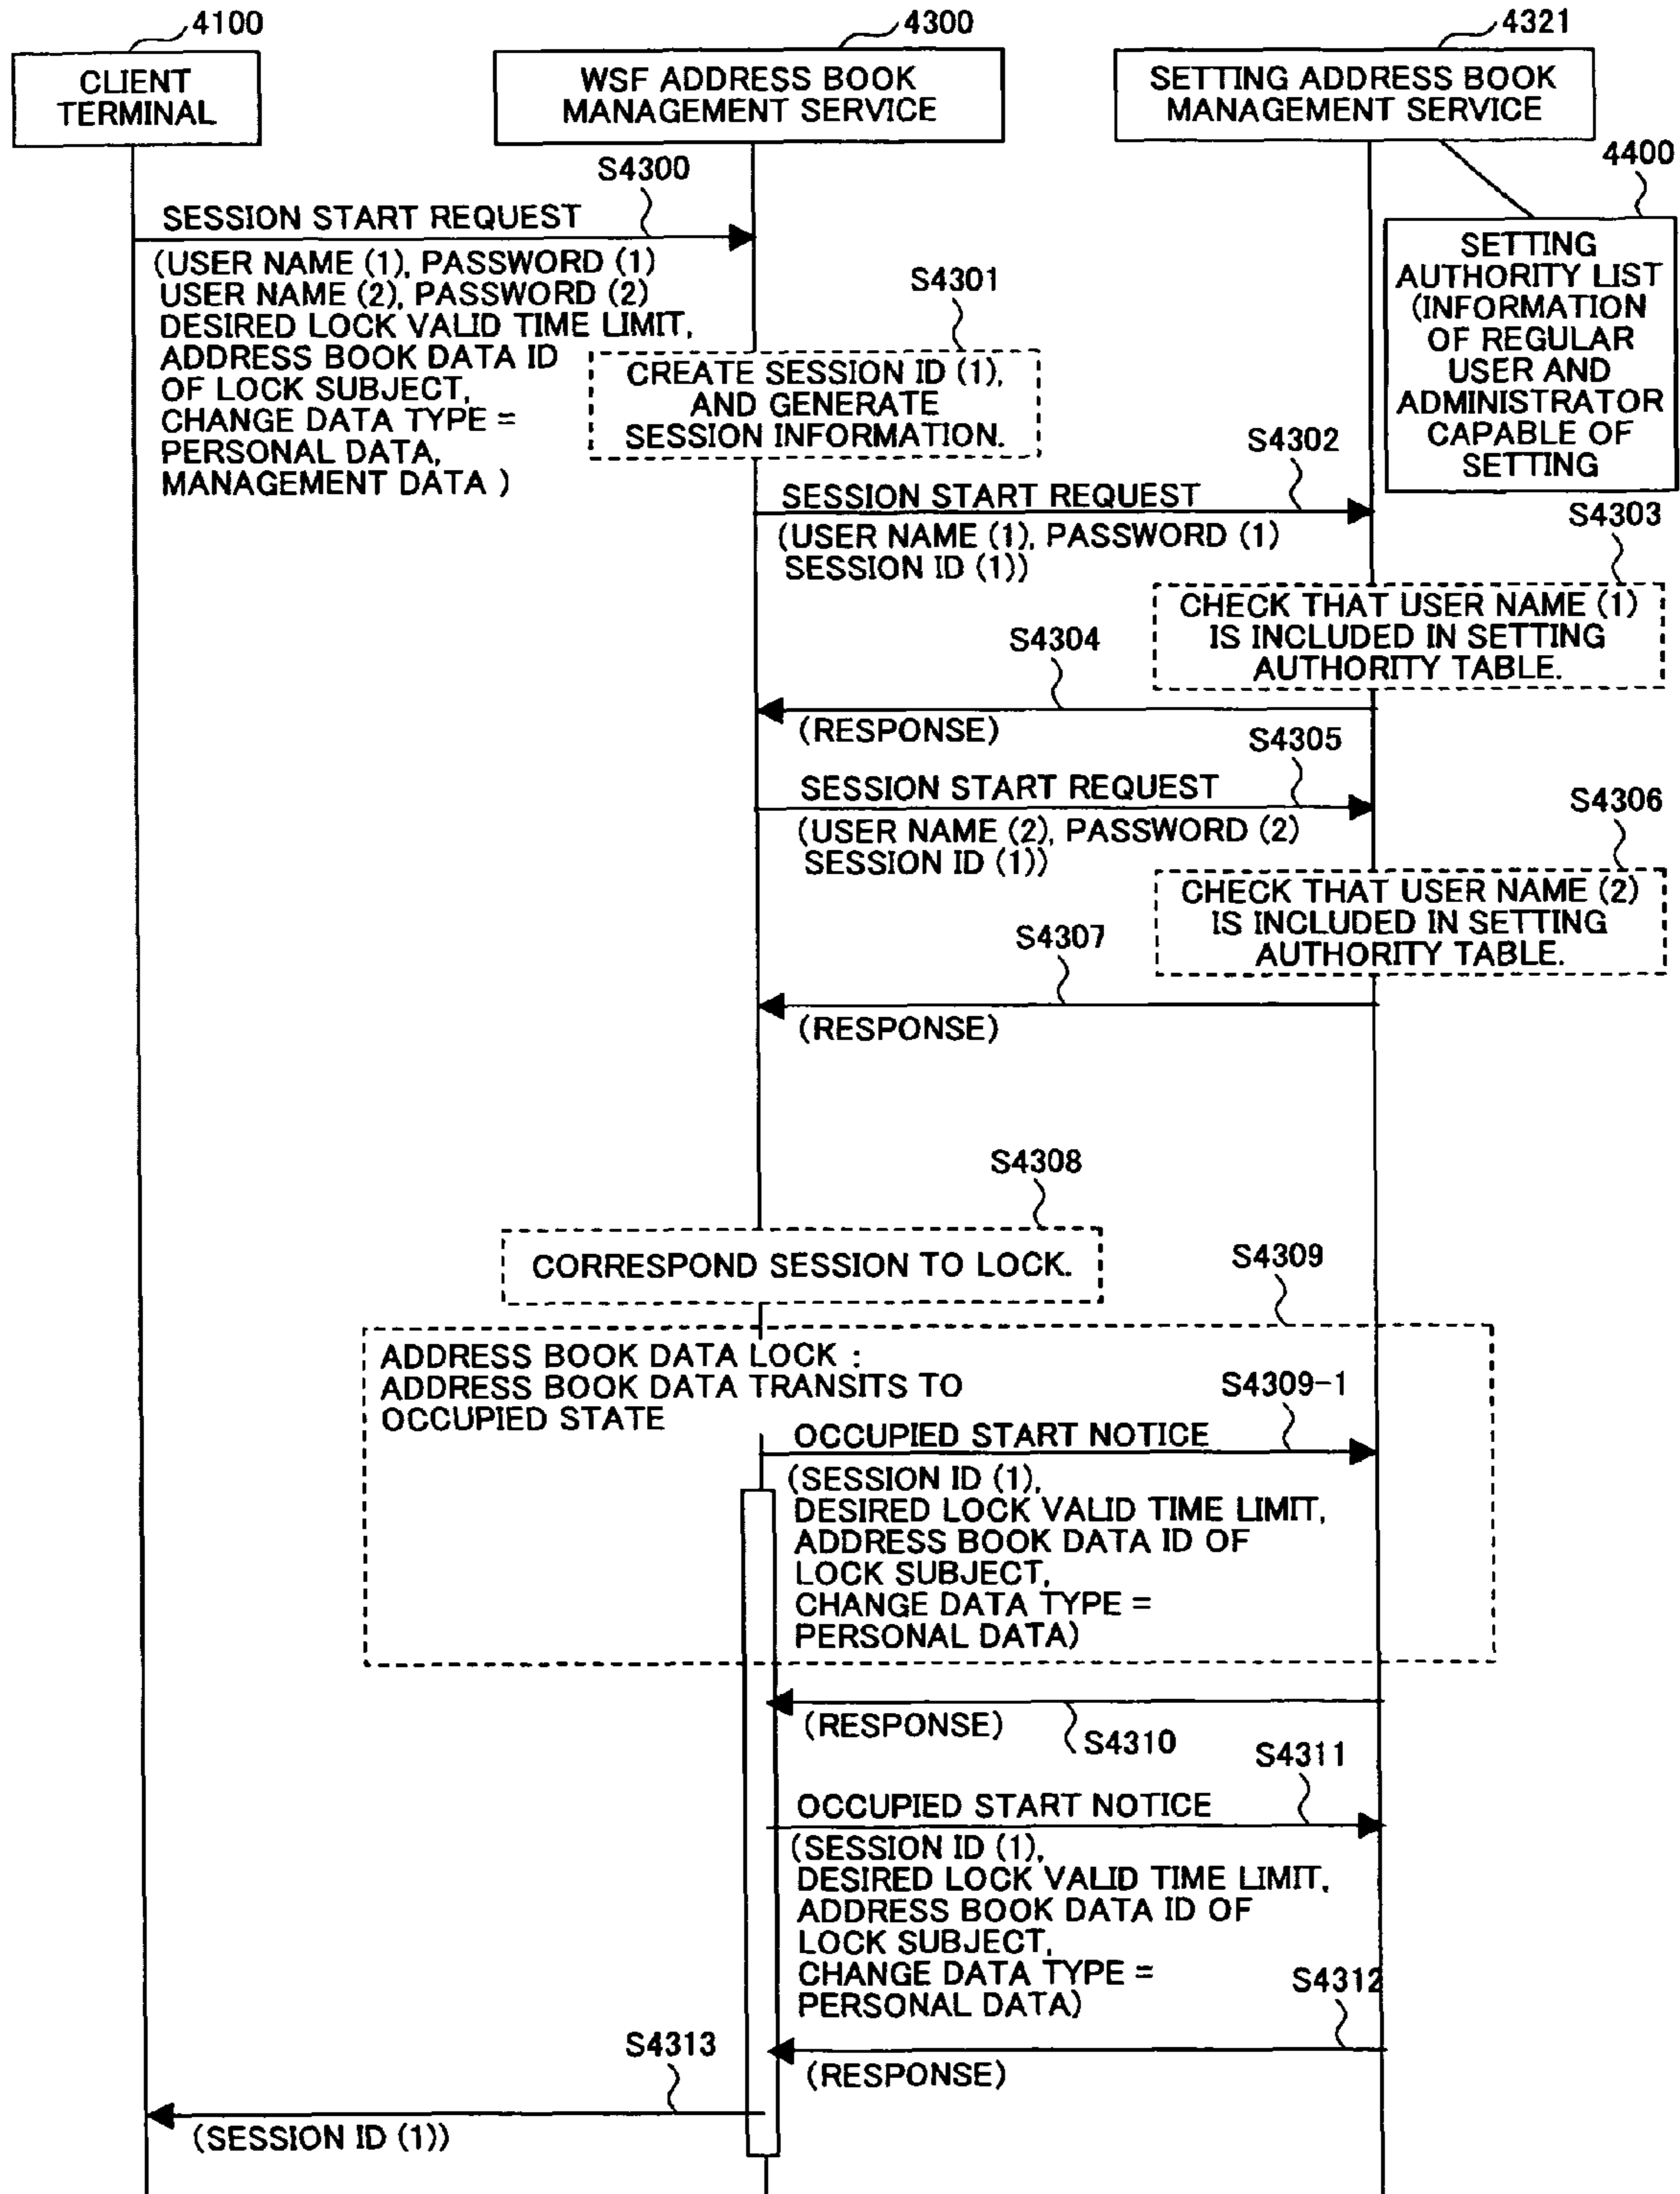 4100
4300
4321
CLIENT
TERMINAL
WSF ADDRESS BOOK
MANAGEMENT SERVICE
SETTING ADDRESS BOOK
MANAGEMENT SERVICE
4400
SETTING
AUTHORITY LIST
(INFORMATION
OF REGULAR
USER AND
ADMINISTRATOR
CAPABLE OF
SETTING
S4300
SESSION START REQUEST
(USER NAME (1), PASSWORD (1)
USER NAME (2), PASSWORD (2)
DESIRED LOCK VALID TIME LIMIT,
ADDRESS BOOK DATA ID
OF LOCK SUBJECT,
CHANGE DATA TYPE =
PERSONAL DATA,
MANAGEMENT DATA )
S4301
CREATE SESSION ID (1),
AND GENERATE
SESSION INFORMATION.
S4302
SESSION START REQUEST
(USER NAME (1), PASSWORD (1)
SESSION ID (1))
S4303
CHECK THAT USER NAME (1)
IS INCLUDED IN SETTING
AUTHORITY TABLE.
S4304
(RESPONSE)
S4305
SESSION START REQUEST
(USER NAME (2), PASSWORD (2)
SESSION ID (1))
S4306
CHECK THAT USER NAME (2)
IS INCLUDED IN SETTING
AUTHORITY TABLE.
S4307
(RESPONSE)
S4308
CORRESPOND SESSION TO LOCK.
S4309
ADDRESS BOOK DATA LOCK :
ADDRESS BOOK DATA TRANSITS TO
OCCUPIED STATE
S4309-1
OCCUPIED START NOTICE
(SESSION ID (1),
DESIRED LOCK VALID TIME LIMIT,
ADDRESS BOOK DATA ID OF
LOCK SUBJECT,
CHANGE DATA TYPE =
PERSONAL DATA)
(RESPONSE)
S4310
S4311
OCCUPIED START NOTICE
(SESSION ID (1),
DESIRED LOCK VALID TIME LIMIT,
ADDRESS BOOK DATA ID OF
LOCK SUBJECT,
CHANGE DATA TYPE =
PERSONAL DATA)
S4312
(RESPONSE)
S4313
(SESSION ID (1))